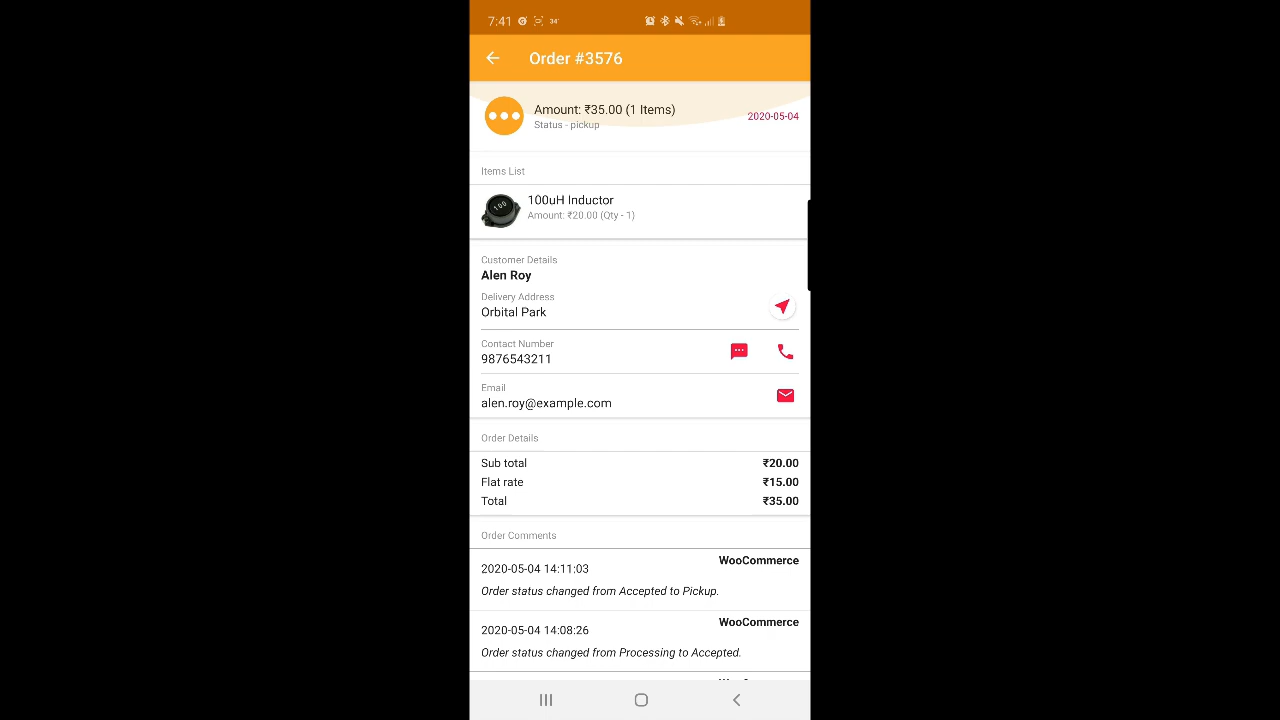 7:41 34°
Order #3576
Amount: ₹35.00 (1 Items)
Status - pickup
2020-05-04
Items List
100
100uH Inductor
Amount: ₹20.00 (Qty - 1)
Customer Details
Alen Roy
Delivery Address
Orbital Park
Contact Number
9876543211
Email
alen.roy@example.com
Order Details
Sub total ₹20.00
Flat rate ₹15.00
Total ₹35.00
Order Comments
WooCommerce
2020-05-04 14:11:03
Order status changed from Accepted to Pickup.
WooCommerce
2020-05-04 14:08:26
Order status changed from Processing to Accepted.